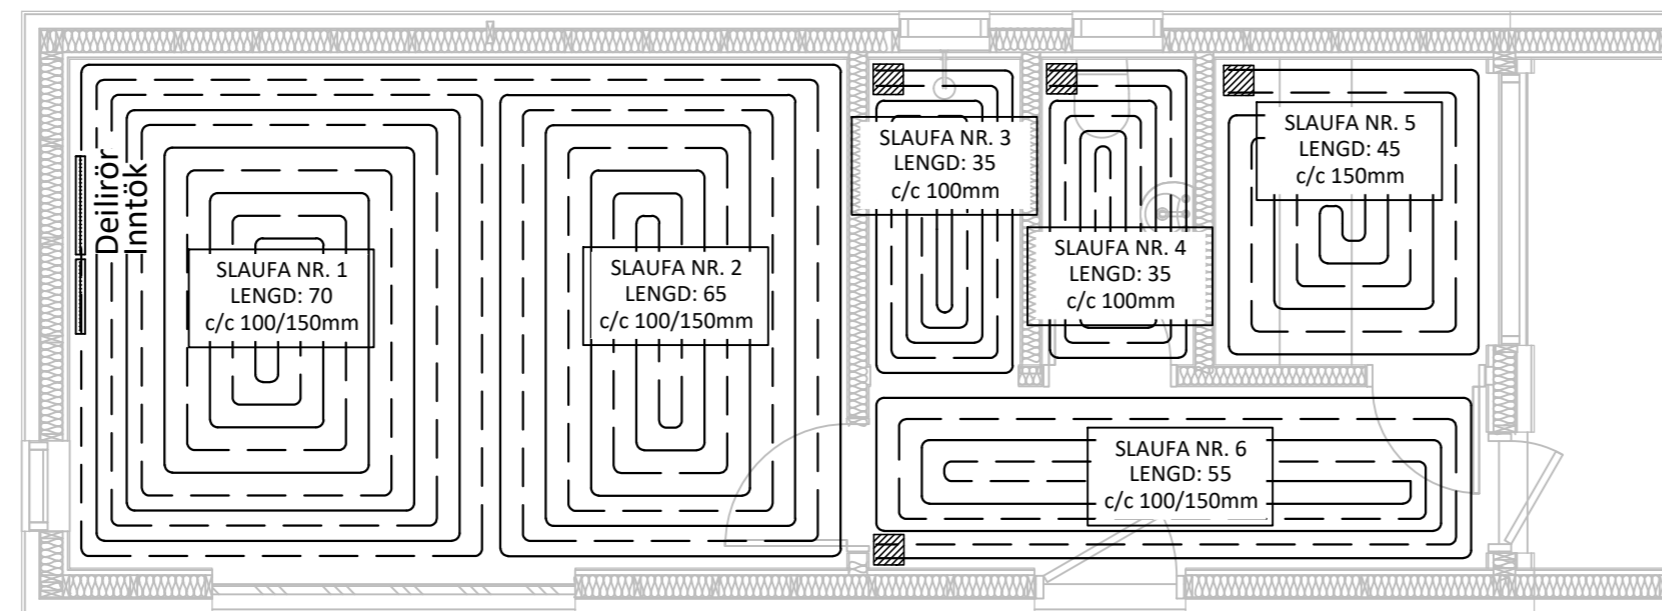 Deilirör
Inntök
SLAUFA NR. 1
LENGD: 70
c/c 100/150mm
SLAUFA NR. 2
LENGD: 65
c/c 100/150mm
SLAUFA NR. 3
LENGD: 35
c/c 100mm
SLAUFA NR. 4
LENGD: 35
c/c 100mm
SLAUFA NR. 5
LENGD: 45
c/c 150mm
SLAUFA NR. 6
LENGD: 55
c/c 100/150mm